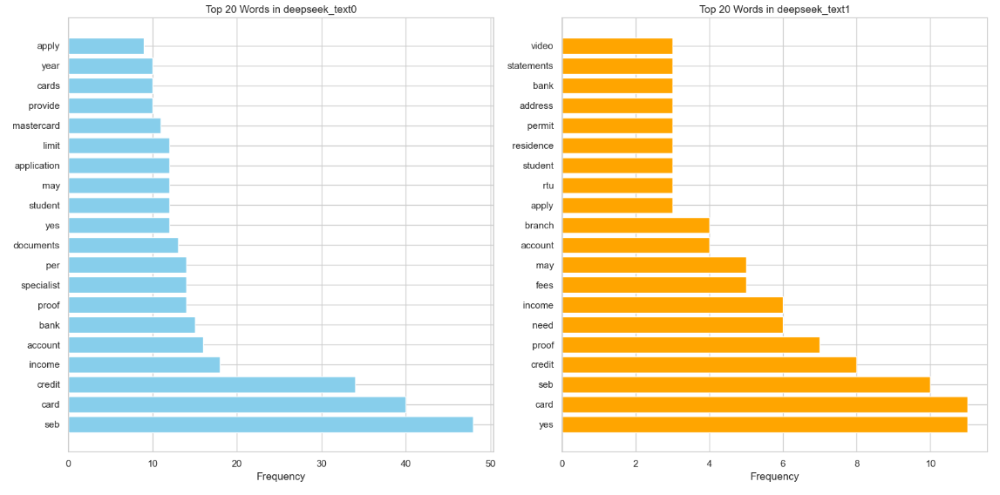 Top 20 Words in deepseek_text0
apply
year
cards
provide
mastercard
limit
application
may
student
yes
documents
per
specialist
proof
bank
account
income
credit
card
seb
0 10 20 30 40 50
Frequency
Top 20 Words in deepseek_text1
video
statements
bank
address
permit
residence
student
rtu
apply
branch
account
may
fees
income
need
proof
credit
seb
card
yes
0 2 4 6 8 10
Frequency